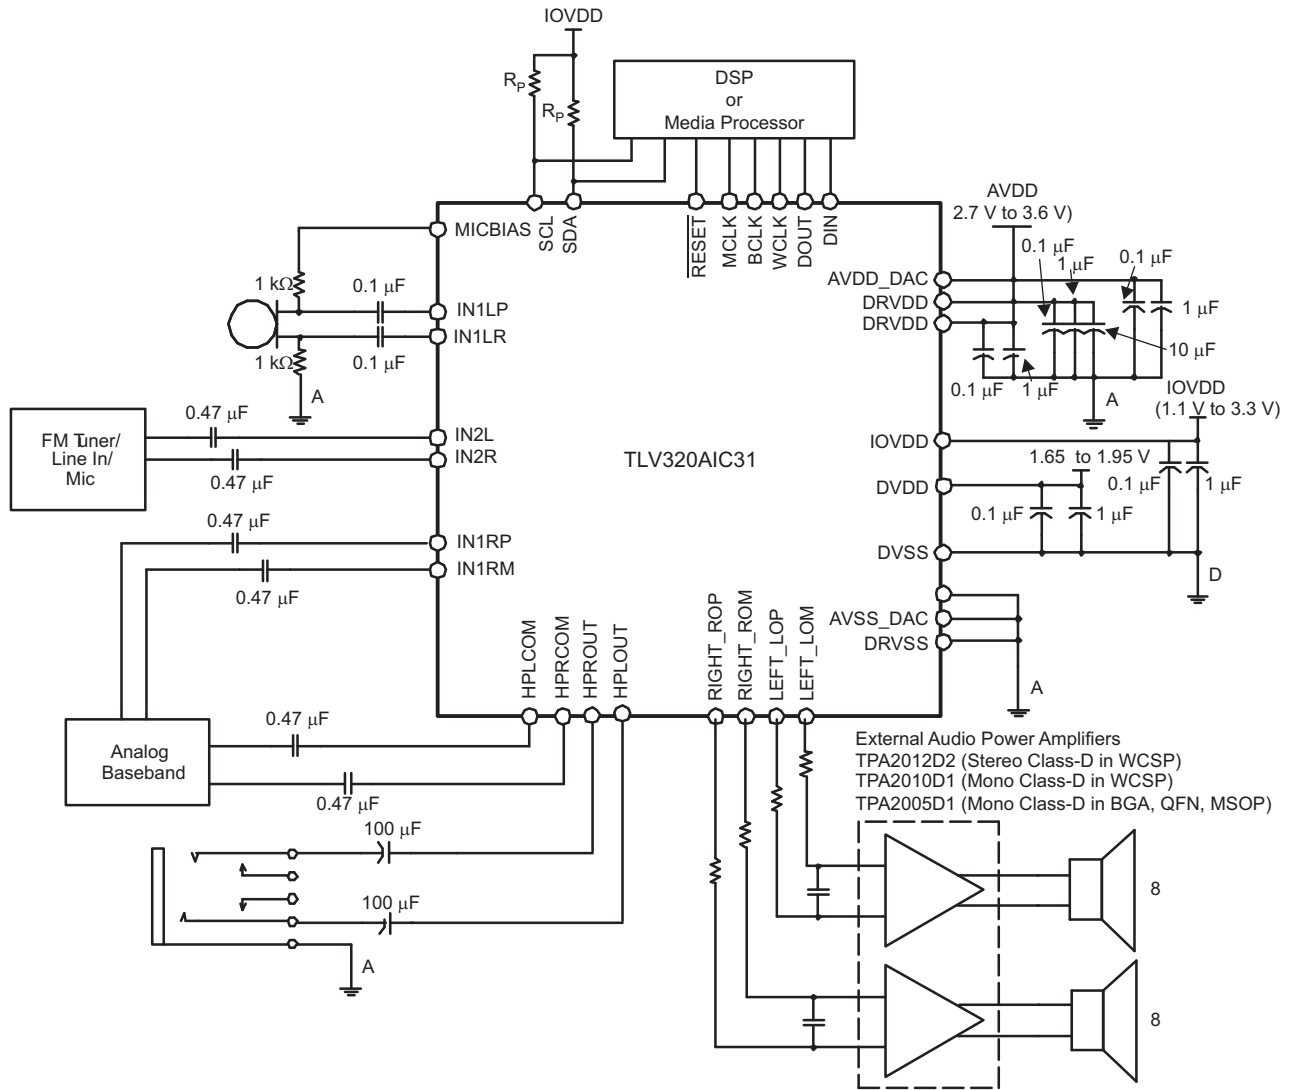 IOVDD
R_P
R_P
DSP
or
Media Processor
AVDD
2.7 V to 3.6 V)
0.1 μF
1 μF
0.1 μF
1 μF
10 μF
0.1 μF
1 μF
A
MICBIAS
SCL
SDA
RESET
MCLK
BCLK
WCLK
DOUT
DIN
1 kΩ
0.1 μF
IN1LP
IN1LR
1 kΩ
0.1 μF
A
AVDD_DAC
DRVDD
DRVDD
IOVDD
(1.1 V to 3.3 V)
FM Tuner/
Line In/
Mic
0.47 μF
IN2L
IN2R
0.47 μF
TLV320AIC31
IOVDD
1.65 to 1.95 V
0.1 μF
1 μF
DVDD
0.1 μF
1 μF
0.47 μF
IN1RP
IN1RM
0.47 μF
DVSS
D
AVSS_DAC
DRVSS
A
HPLCOM
HPRCOM
HPROUT
HPLOUT
RIGHT_ROP
RIGHT_ROM
LEFT_LOP
LEFT_LOM
Analog
Baseband
0.47 μF
0.47 μF
100 μF
100 μF
A
External Audio Power Amplifiers
TPA2012D2 (Stereo Class-D in WCSP)
TPA2010D1 (Mono Class-D in WCSP)
TPA2005D1 (Mono Class-D in BGA, QFN, MSOP)
8
8